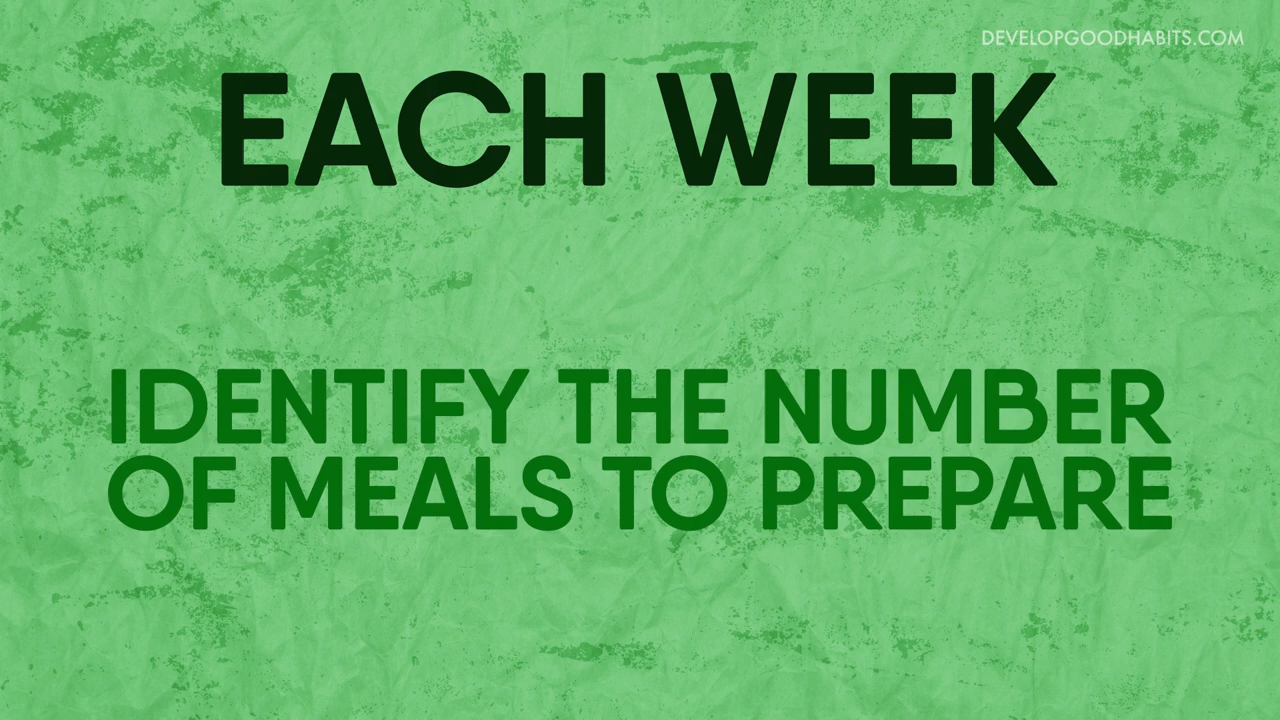 DEVELOPGOODHABITS.COM
EACH WEEK
IDENTIFY THE NUMBER
OF MEALS TO PREPARE